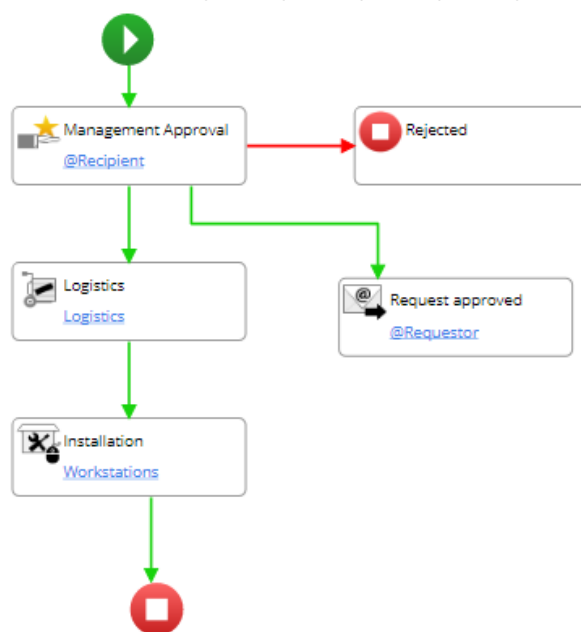 Management Approval
@Recipient
Rejected
Logistics
Logistics
Request approved
@Requestor
Installation
Workstations